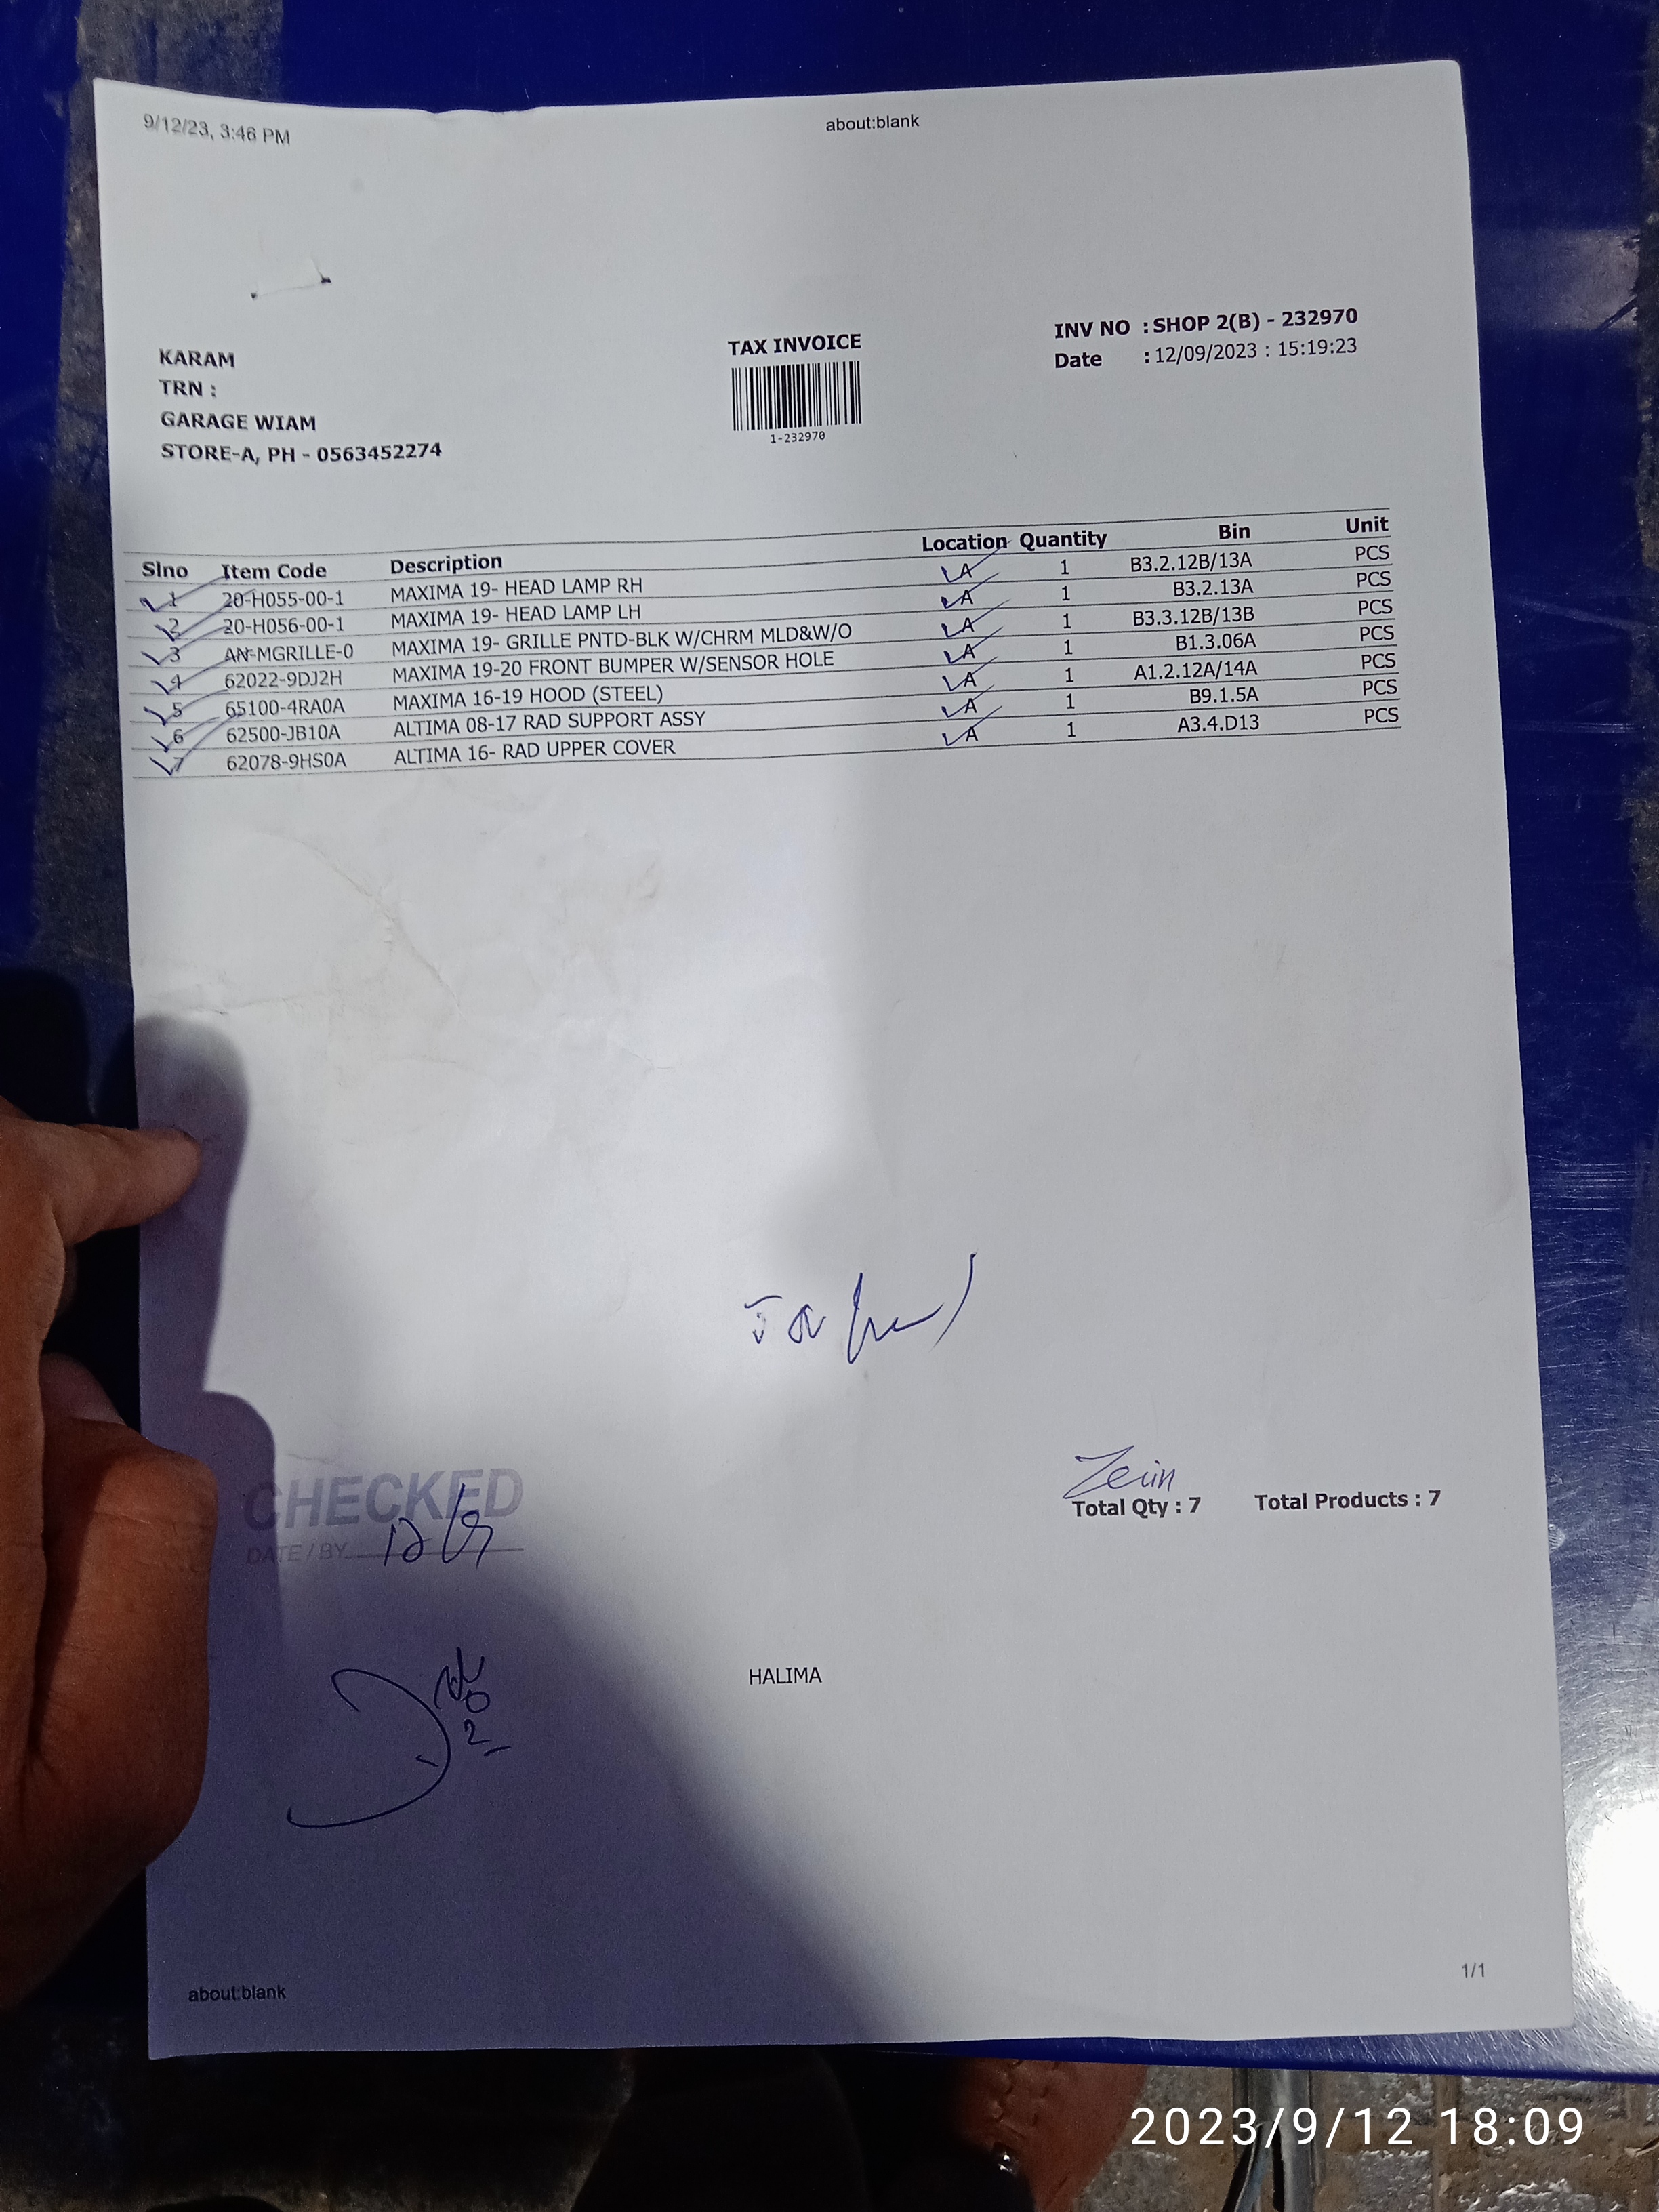 9/12/23, 3:46 PM about:blank
KARAM
TRN :
GARAGE WIAM
STORE-A, PH - 0563452274
TAX INVOICE
1-232970
INV NO : SHOP 2(B) - 232970
Date : 12/09/2023 : 15:19:23
Slno Item Code Description Location Quantity Bin Unit
1 20-H055-00-1 MAXIMA 19- HEAD LAMP RH A 1 B3.2.12B/13A PCS
2 20-H056-00-1 MAXIMA 19- HEAD LAMP LH A 1 B3.2.13A PCS
3 AN-MGRILLE-0 MAXIMA 19- GRILLE PNTD-BLK W/CHRM MLD&W/O A 1 B3.3.12B/13B PCS
4 62022-9DJ2H MAXIMA 19-20 FRONT BUMPER W/SENSOR HOLE A 1 B1.3.06A PCS
5 65100-4RA0A MAXIMA 16-19 HOOD (STEEL) A 1 A1.2.12A/14A PCS
6 62500-JB10A ALTIMA 08-17 RAD SUPPORT ASSY A 1 B9.1.5A PCS
7 62078-9HS0A ALTIMA 16- RAD UPPER COVER A 1 A3.4.D13 PCS
Zein
Total Qty : 7 Total Products : 7
CHECKED
DATE / BY
HALIMA
about:blank 1/1
2023/9/12 18:09